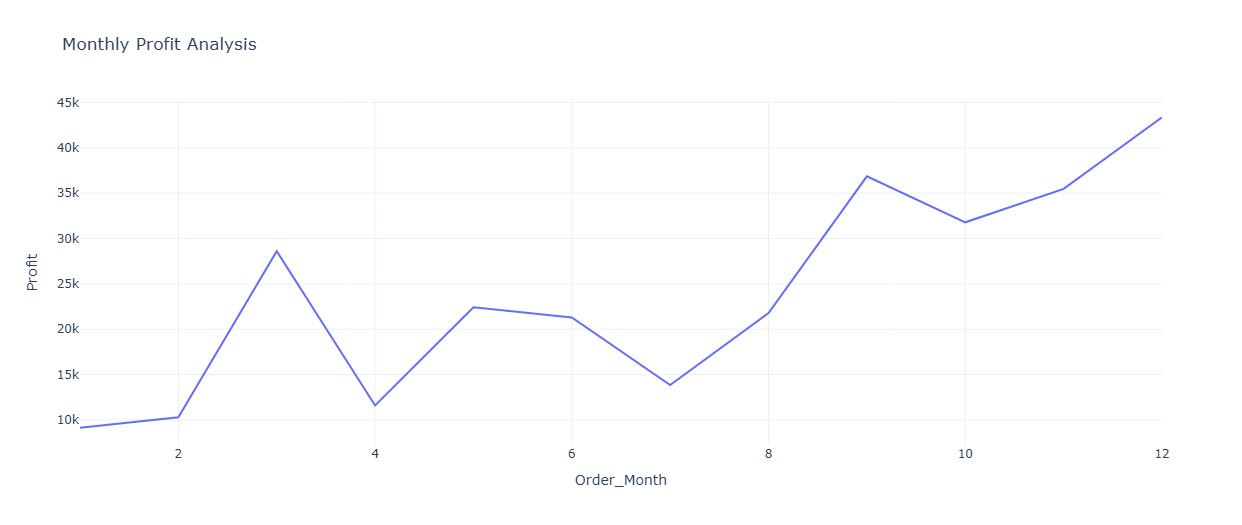 Monthly Profit Analysis
45k
40k
35k
30k
25k
20k
15k
10k
Profit
2 4 6 8 10 12
Order_Month